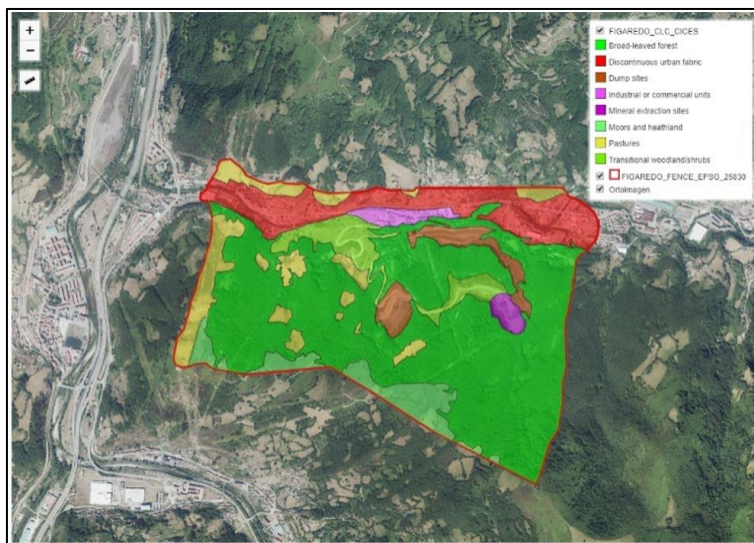 +
−
FIGAREDO_CLC_CICES
Broad-leaved forest
Discontinuous urban fabric
Dump sites
Industrial or commercial units
Mineral extraction sites
Moors and heathland
Pastures
Transitional woodland/shrubs
FIGAREDO_FENCE_EPSG_25830
Ortoimagen